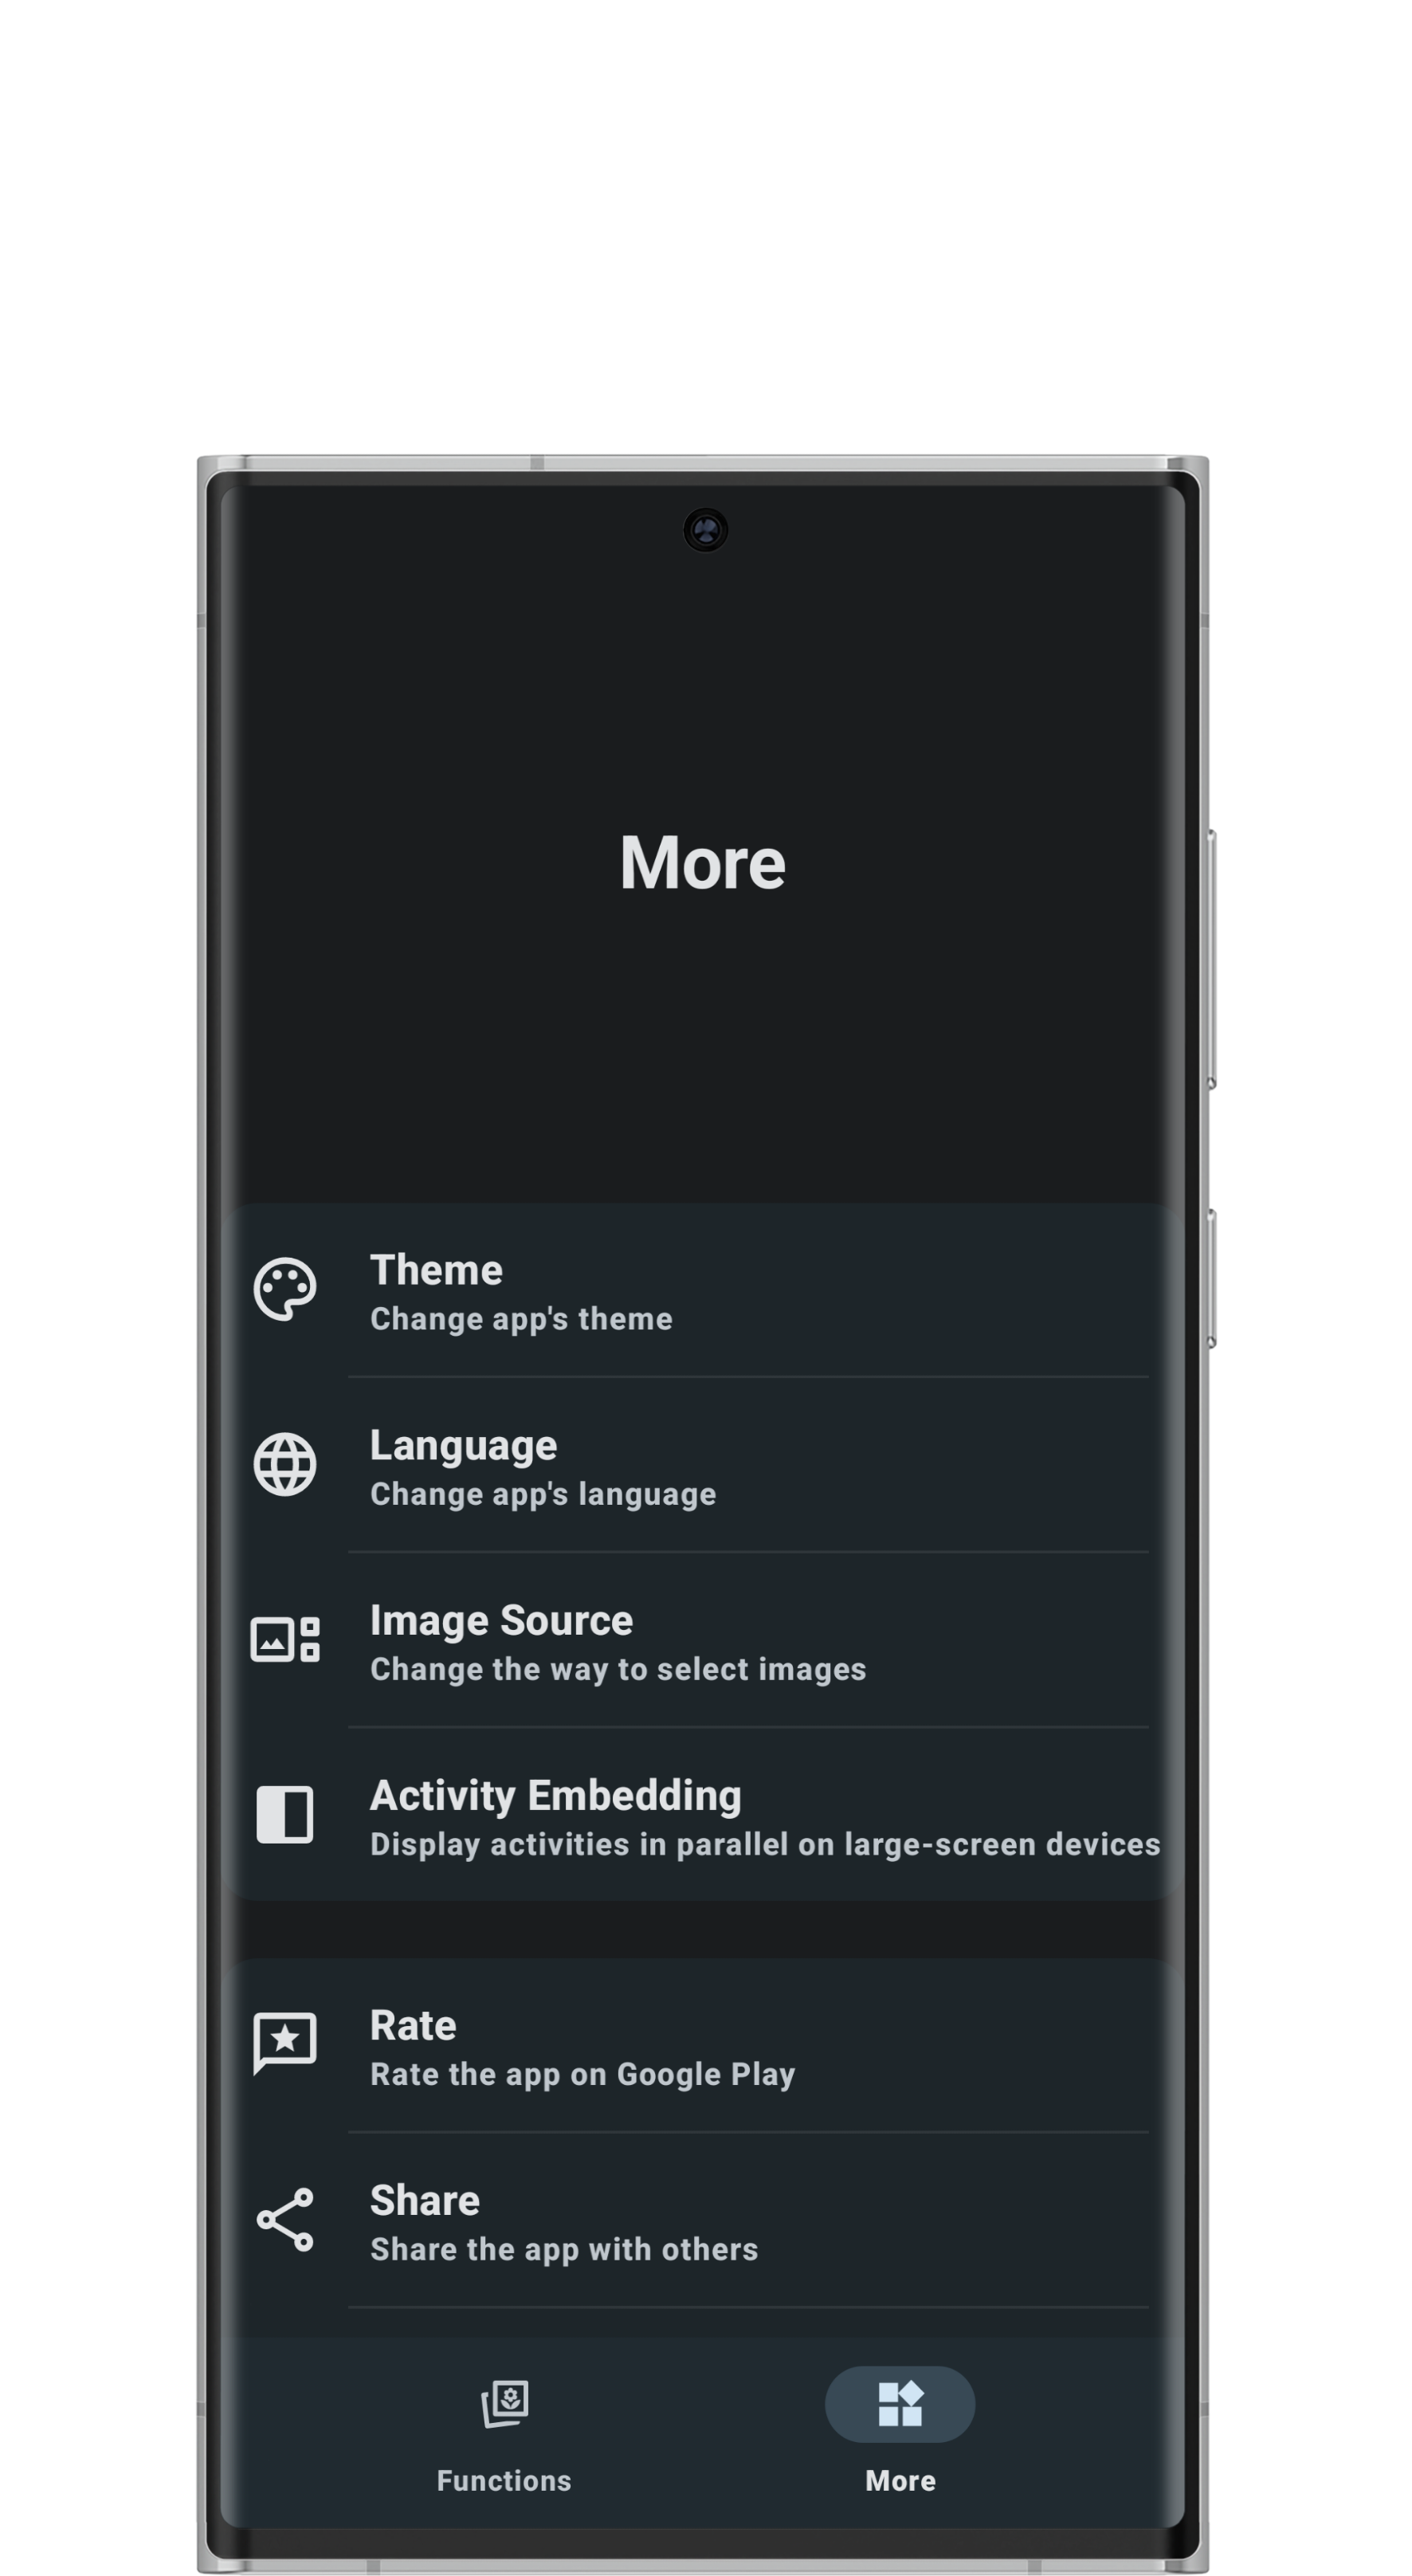 More
Theme
Change app's theme
Language
Change app's language
Image Source
Change the way to select images
Activity Embedding
Display activities in parallel on large-screen devices
Rate
Rate the app on Google Play
Share
Share the app with others
Functions
More